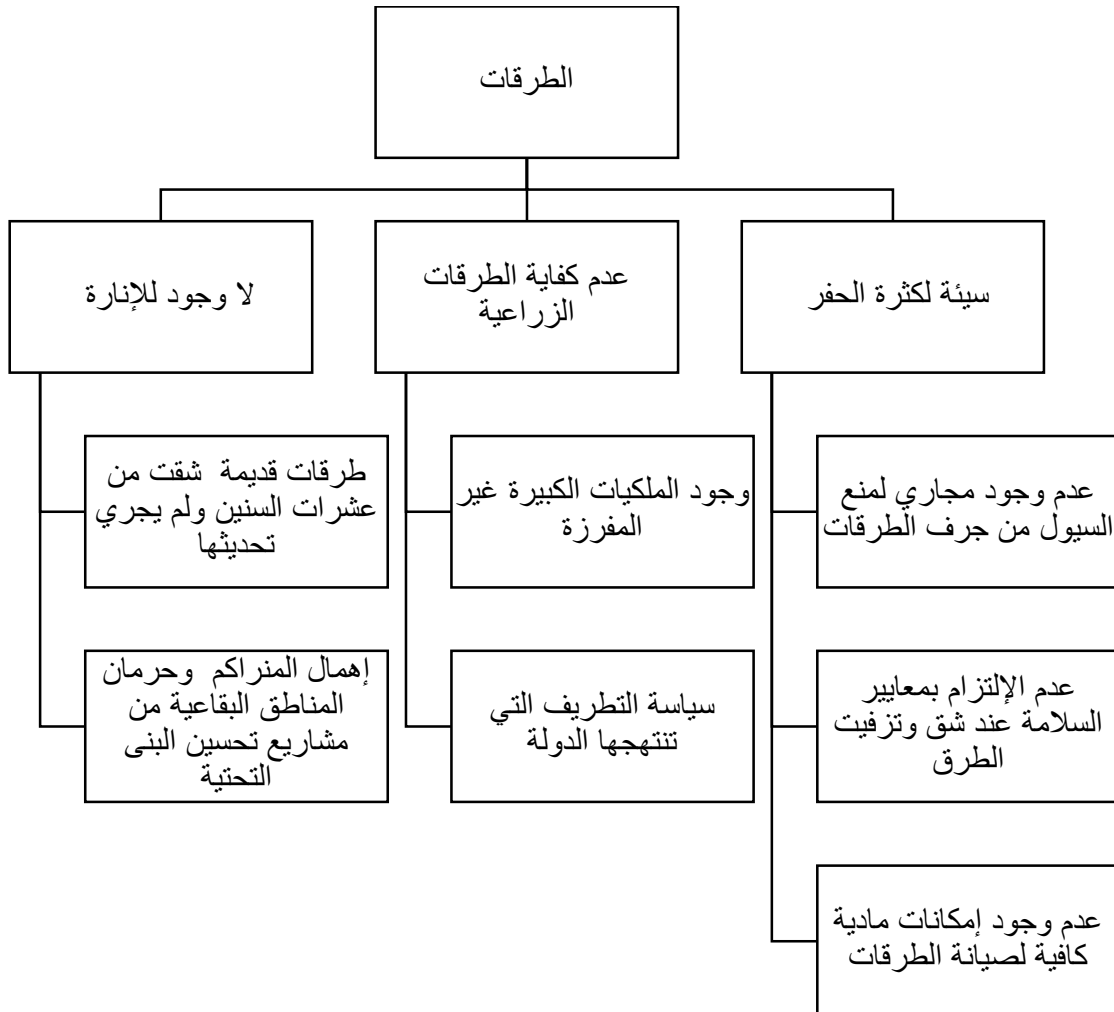 الطرقات
سيئة لكثرة الحفر
عدم وجود مجاري لمنع
السيول من جرف الطرقات
عدم الإلتزام بمعايير
السلامة عند شق وتزفيت
الطرق
عدم وجود إمكانات مادية
كافية لصيانة الطرقات
عدم كفاية الطرقات
الزراعية
وجود الملكيات الكبيرة غير
المفرزة
سياسة التطريف التي
تنتهجها الدولة
لا وجود للإنارة
طرقات قديمة شقت من
عشرات السنين ولم يجري
تحديثها
إهمال المنراكم وحرمان
المناطق البقاعية من
مشاريع تحسين البنى
التحتية